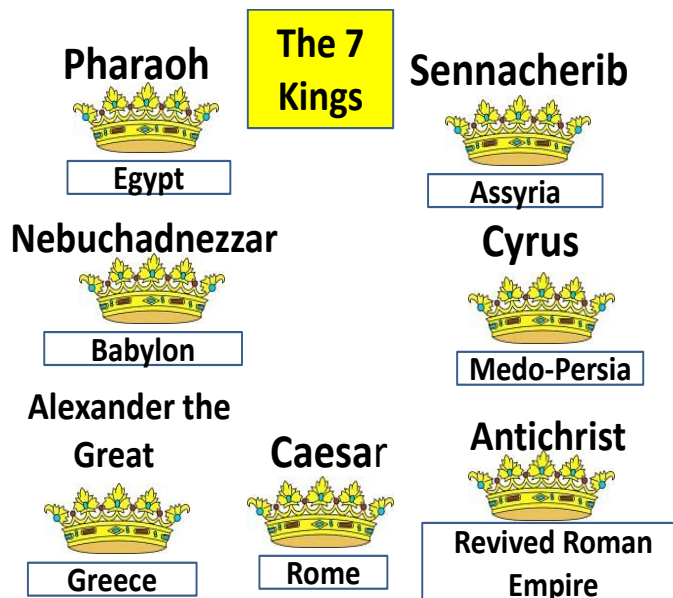 The 7
Kings
Pharaoh
Egypt
Sennacherib
Assyria
Nebuchadnezzar
Babylon
Cyrus
Medo-Persia
Alexander the
Great
Greece
Caesar
Rome
Antichrist
Revived Roman
Empire